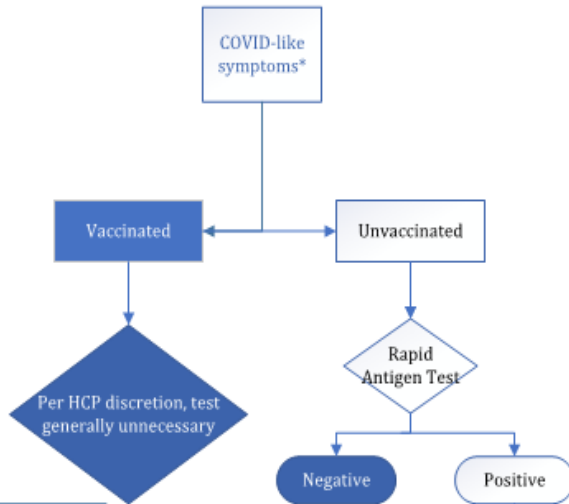 COVID-like
symptoms*
Vaccinated
Unvaccinated
Per HCP discretion, test
generally unnecessary
Rapid
Antigen Test
Negative
Positive